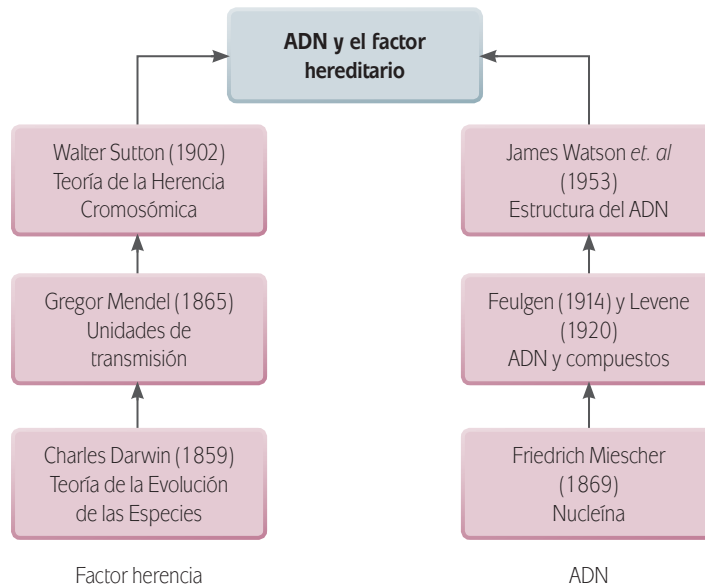 ADN y el factor
hereditario
Walter Sutton (1902)
Teoría de la Herencia
Cromosómica
James Watson et. al
(1953)
Estructura del ADN
Gregor Mendel (1865)
Unidades de
transmisión
Feulgen (1914) y Levene
(1920)
ADN y compuestos
Charles Darwin (1859)
Teoría de la Evolución
de las Especies
Friedrich Miescher
(1869)
Nucleína
Factor herencia
ADN